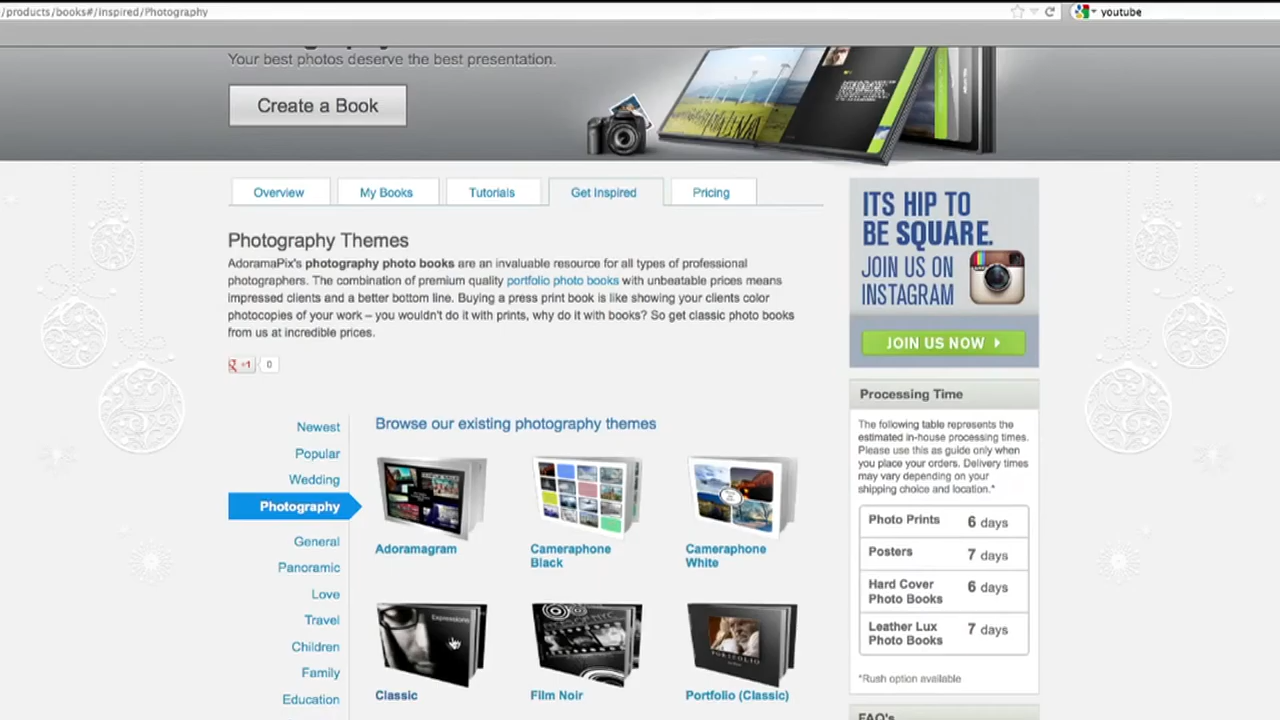 /products/books#/Inspired/Photography
youtube
Your best photos deserve the best presentation.
Create a Book
Overview
My Books
Tutorials
Get Inspired
Pricing
Photography Themes
AdoramaPix's photography photo books are an invaluable resource for all types of professional
photographers. The combination of premium quality portfolio photo books with unbeatable prices means
impressed clients and a better bottom line. Buying a press print book is like showing your clients color
photocopies of your work – you wouldn't do it with prints, why do it with books? So get classic photo books
from us at incredible prices.
+1
0
Newest
Popular
Wedding
Photography
General
Panoramic
Love
Travel
Children
Family
Education
Browse our existing photography themes
Adoramagram
Cameraphone
Black
Cameraphone
White
Expressions
PORTFOLIO
Classic
Film Noir
Portfolio (Classic)
ITS HIP TO
BE SQUARE.
JOIN US ON
INSTAGRAM
JOIN US NOW
Processing Time
The following table represents the
estimated in-house processing times.
Please use this as guide only when
you place your orders. Delivery times
may vary depending on your
shipping choice and location.*
Photo Prints 6 days
Posters 7 days
Hard Cover
Photo Books 6 days
Leather Lux
Photo Books 7 days
*Rush option available
FAQ's